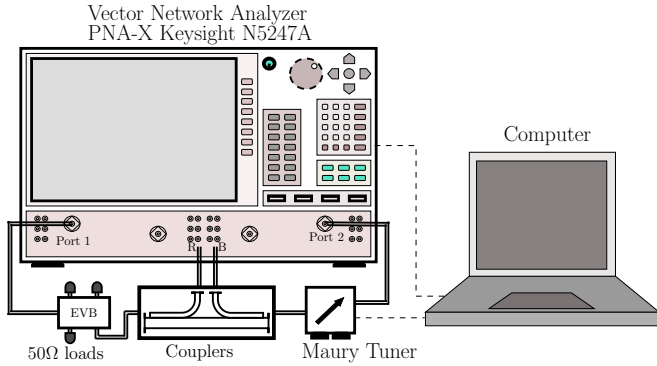 Vector Network Analyzer
PNA-X Keysight N5247A
Computer
Port 1
R
B
Port 2
EVB
50Ω loads
Couplers
Maury Tuner